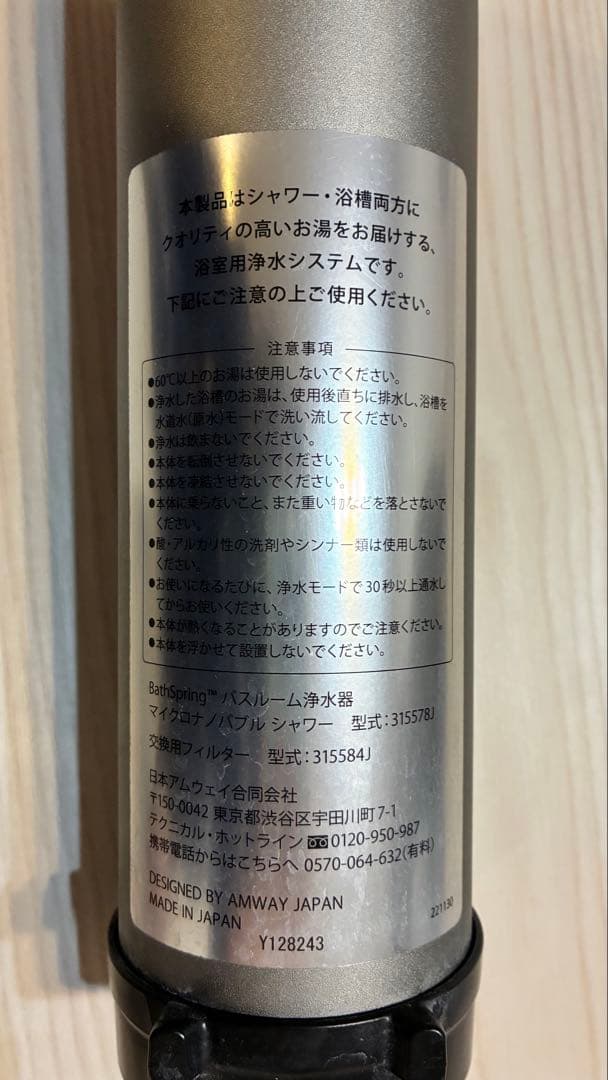 本製品はシャワー・浴槽両方に
クオリティの高いお湯をお届けする、
浴室用浄水システムです。
下記にご注意の上ご使用ください。
注意事項
●60℃以上のお湯は使用しないでください。
●浄水した浴槽のお湯は、使用後直ちに排水し、浴槽を
水道水(原水)モードで洗い流してください。
●浄水は飲まないでください。
●本体を転倒させないでください。
●本体を凍結させないでください。
●本体に乗らないこと、また重い物などを落とさないで
ください。
●酸・アルカリ性の洗剤やシンナー類は使用しないで
ください。
●お使いになるたびに、浄水モードで30秒以上通水し
てからお使いください。
●本体が熱くなることがありますのでご注意ください。
●本体を浮かせて設置しないでください。
BathSpring™ バスルーム浄水器
マイクロナノバブル シャワー 型式:315578J
交換用フィルター 型式:315584J
日本アムウェイ合同会社
〒150-0042 東京都渋谷区宇田川町7-1
テクニカル・ホットライン 0120-950-987
携帯電話からはこちらへ 0570-064-632(有料)
DESIGNED BY AMWAY JAPAN
MADE IN JAPAN
221130
Y128243